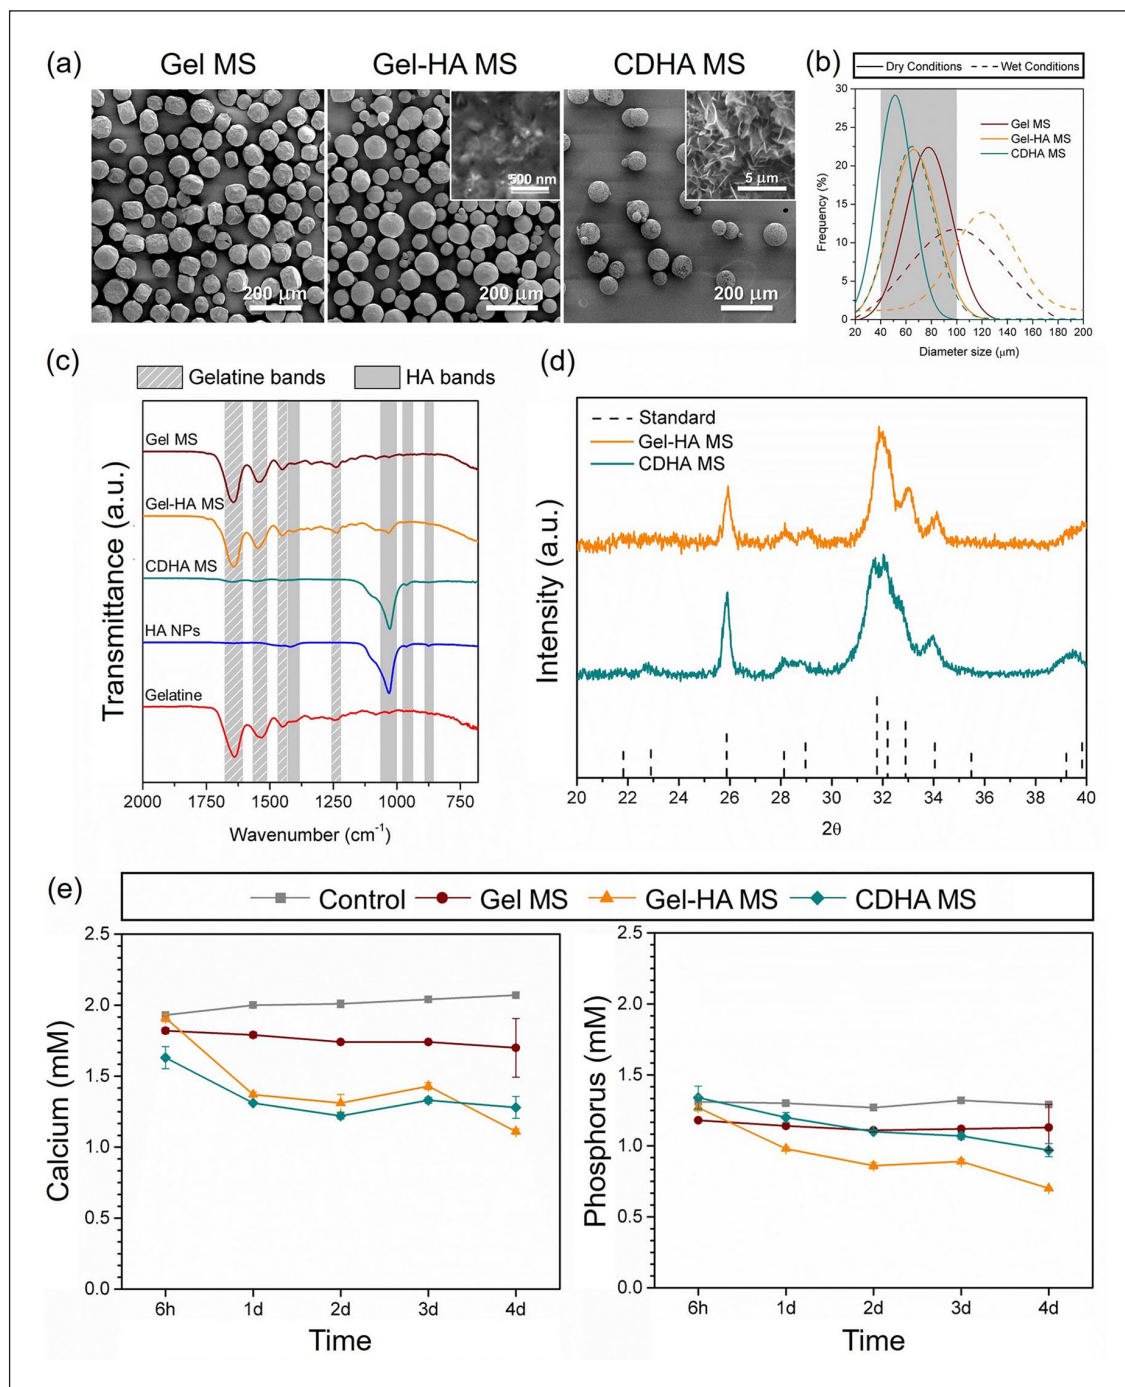 (a) Gel MS Gel-HA MS CDHA MS
500 nm
5 μm
200 μm
200 μm
200 μm
(b)
Dry Conditions Wet Conditions
Gel MS
Gel-HA MS
CDHA MS
Frequency (%)
30
25
20
15
10
5
0
20 40 60 80 100 120 140 160 180 200
Diameter size (μm)
(c)
Gelatine bands HA bands
Gel MS
Gel-HA MS
CDHA MS
HA NPs
Gelatine
Transmittance (a.u.)
2000 1750 1500 1250 1000 750
Wavenumber (cm⁻¹)
(d)
Standard
Gel-HA MS
CDHA MS
Intensity (a.u.)
20 22 24 26 28 30 32 34 36 38 40
2θ
(e)
Control Gel MS Gel-HA MS CDHA MS
Calcium (mM)
2.5
2.0
1.5
1.0
0.5
0.0
6h 1d 2d 3d 4d
Time
Phosphorus (mM)
2.5
2.0
1.5
1.0
0.5
0.0
6h 1d 2d 3d 4d
Time